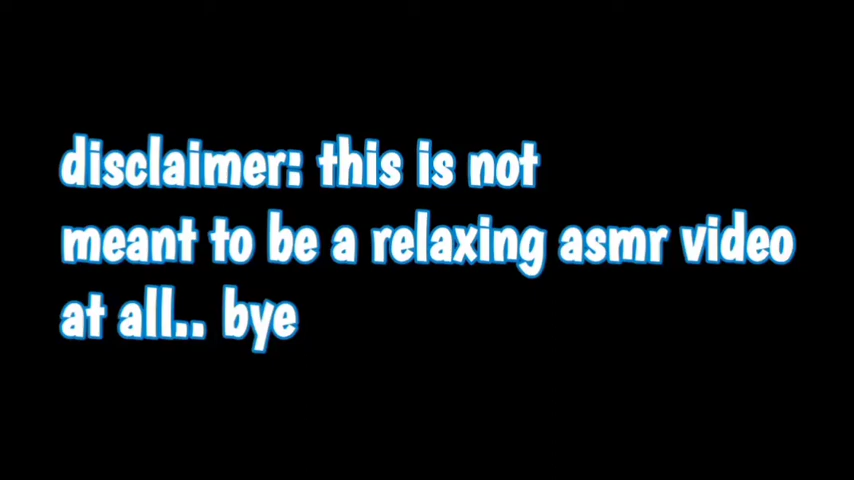 disclaimer: this is not
meant to be a relaxing asmr video
at all.. bye